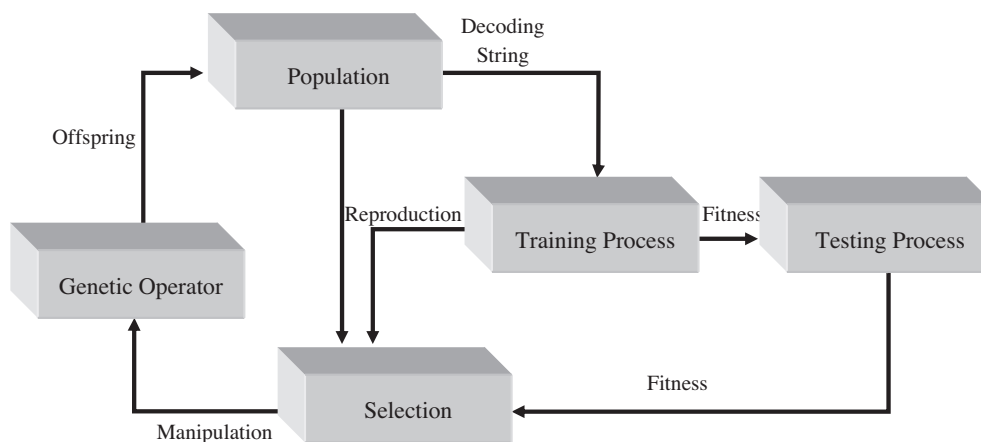 Decoding
String
Population
Offspring
Reproduction
Fitness
Training Process
Testing Process
Genetic Operator
Fitness
Selection
Manipulation